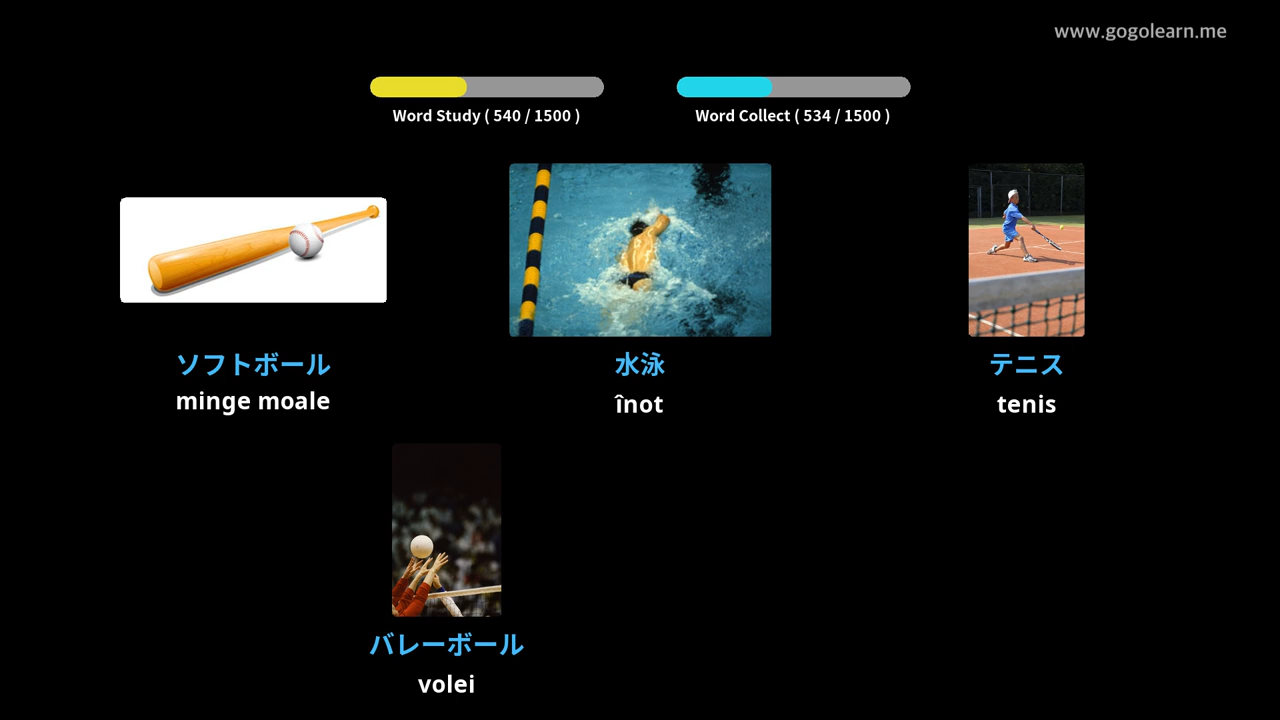 www.gogolearn.me
Word Study ( 540 / 1500 )
Word Collect ( 534 / 1500 )
ソフトボール
minge moale
水泳
înot
テニス
tenis
バレーボール
volei